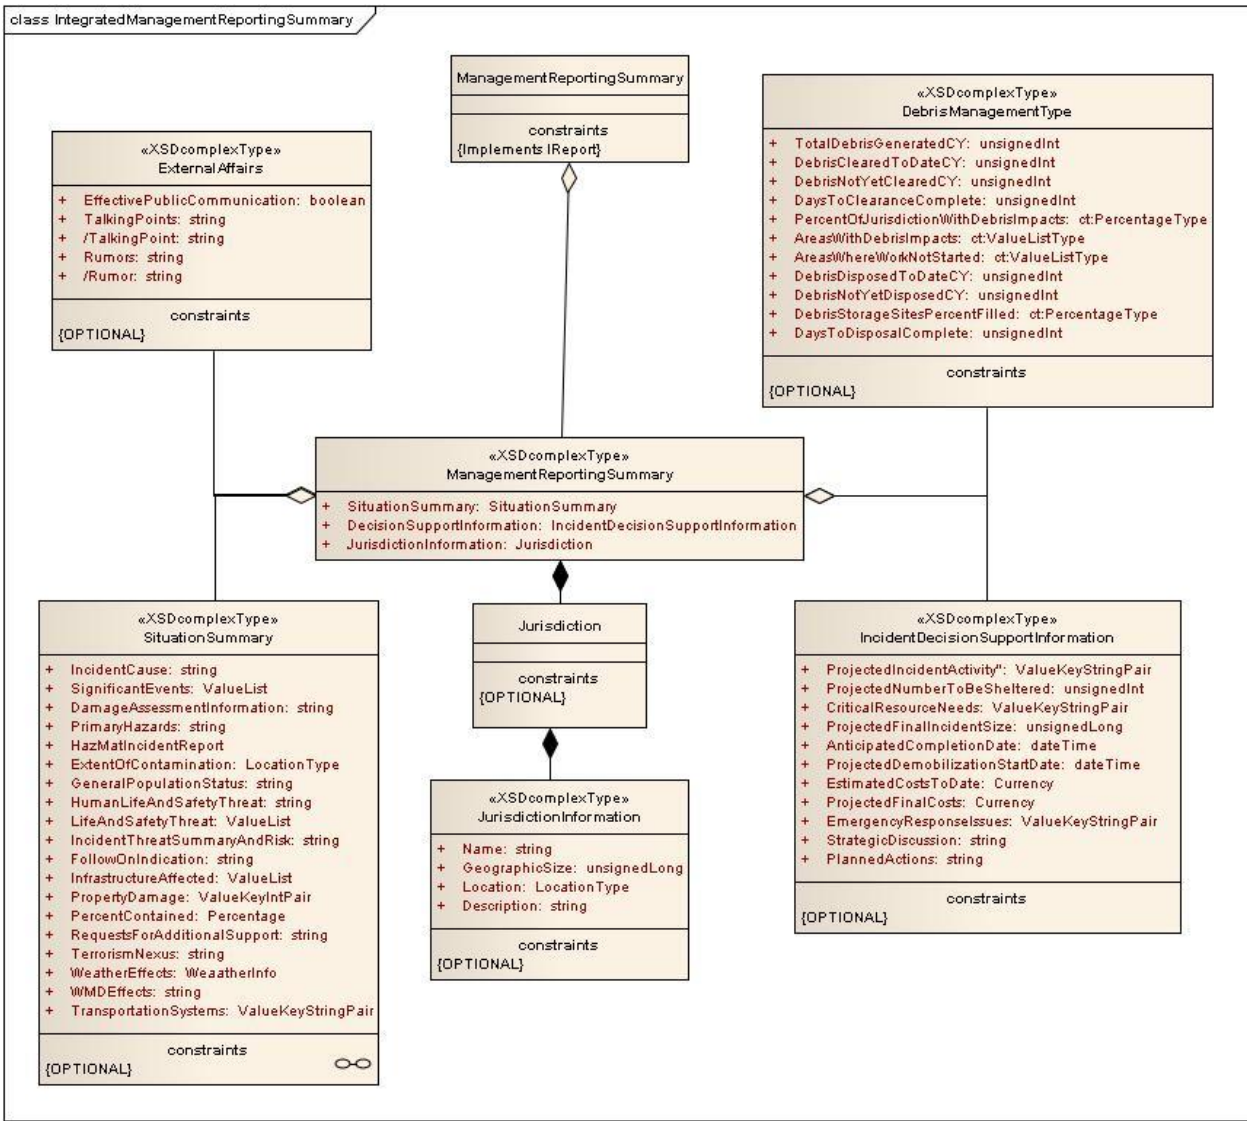 class IntegratedManagementReportingSummary
ManagementReportingSummary
constraints
{Implements IReport}
«XSDcomplexType»
DebrisManagementType
+ TotalDebrisGeneratedCY: unsignedInt
+ DebrisClearedToDateCY: unsignedInt
+ DebrisNotYetClearedCY: unsignedInt
+ DaysToClearanceComplete: unsignedInt
+ PercentOfJurisdictionWithDebrisImpacts: ct:PercentageType
+ AreasWithDebrisImpacts: ct:ValueListType
+ AreasWhereWorkNotStarted: ct:ValueListType
+ DebrisDisposedToDateCY: unsignedInt
+ DebrisNotYetDisposedCY: unsignedInt
+ DebrisStorageSitesPercentFilled: ct:PercentageType
+ DaysToDisposalComplete: unsignedInt
constraints
{OPTIONAL}
«XSDcomplexType»
ExternalAffairs
+ EffectivePublicCommunication: boolean
+ TalkingPoints: string
+ /TalkingPoint: string
+ Rumors: string
+ /Rumor: string
constraints
{OPTIONAL}
«XSDcomplexType»
ManagementReportingSummary
+ SituationSummary: SituationSummary
+ DecisionSupportInformation: IncidentDecisionSupportInformation
+ JurisdictionInformation: Jurisdiction
«XSDcomplexType»
SituationSummary
+ IncidentCause: string
+ SignificantEvents: ValueList
+ DamageAssessmentInformation: string
+ PrimaryHazards: string
+ HazMatIncidentReport
+ ExtentOfContamination: LocationType
+ GeneralPopulationStatus: string
+ HumanLifeAndSafetyThreat: string
+ LifeAndSafetyThreat: ValueList
+ IncidentThreatSummaryAndRisk: string
+ FollowOnIndication: string
+ InfrastructureAffected: ValueList
+ PropertyDamage: ValueKeyIntPair
+ PercentContained: Percentage
+ RequestsForAdditionalSupport: string
+ TerrorismNexus: string
+ WeatherEffects: WeaatherInfo
+ WMDEffects: string
+ TransportationSystems: ValueKeyStringPair
constraints
{OPTIONAL}
Jurisdiction
constraints
{OPTIONAL}
«XSDcomplexType»
JurisdictionInformation
+ Name: string
+ GeographicSize: unsignedLong
+ Location: LocationType
+ Description: string
constraints
{OPTIONAL}
«XSDcomplexType»
IncidentDecisionSupportInformation
+ ProjectedIncidentActivity": ValueKeyStringPair
+ ProjectedNumberToBeSheltered: unsignedInt
+ CriticalResourceNeeds: ValueKeyStringPair
+ ProjectedFinalIncidentSize: unsignedLong
+ AnticipatedCompletionDate: dateTime
+ ProjectedDemobilizationStartDate: dateTime
+ EstimatedCostsToDate: Currency
+ ProjectedFinalCosts: Currency
+ EmergencyResponseIssues: ValueKeyStringPair
+ StrategicDiscussion: string
+ PlannedActions: string
constraints
{OPTIONAL}